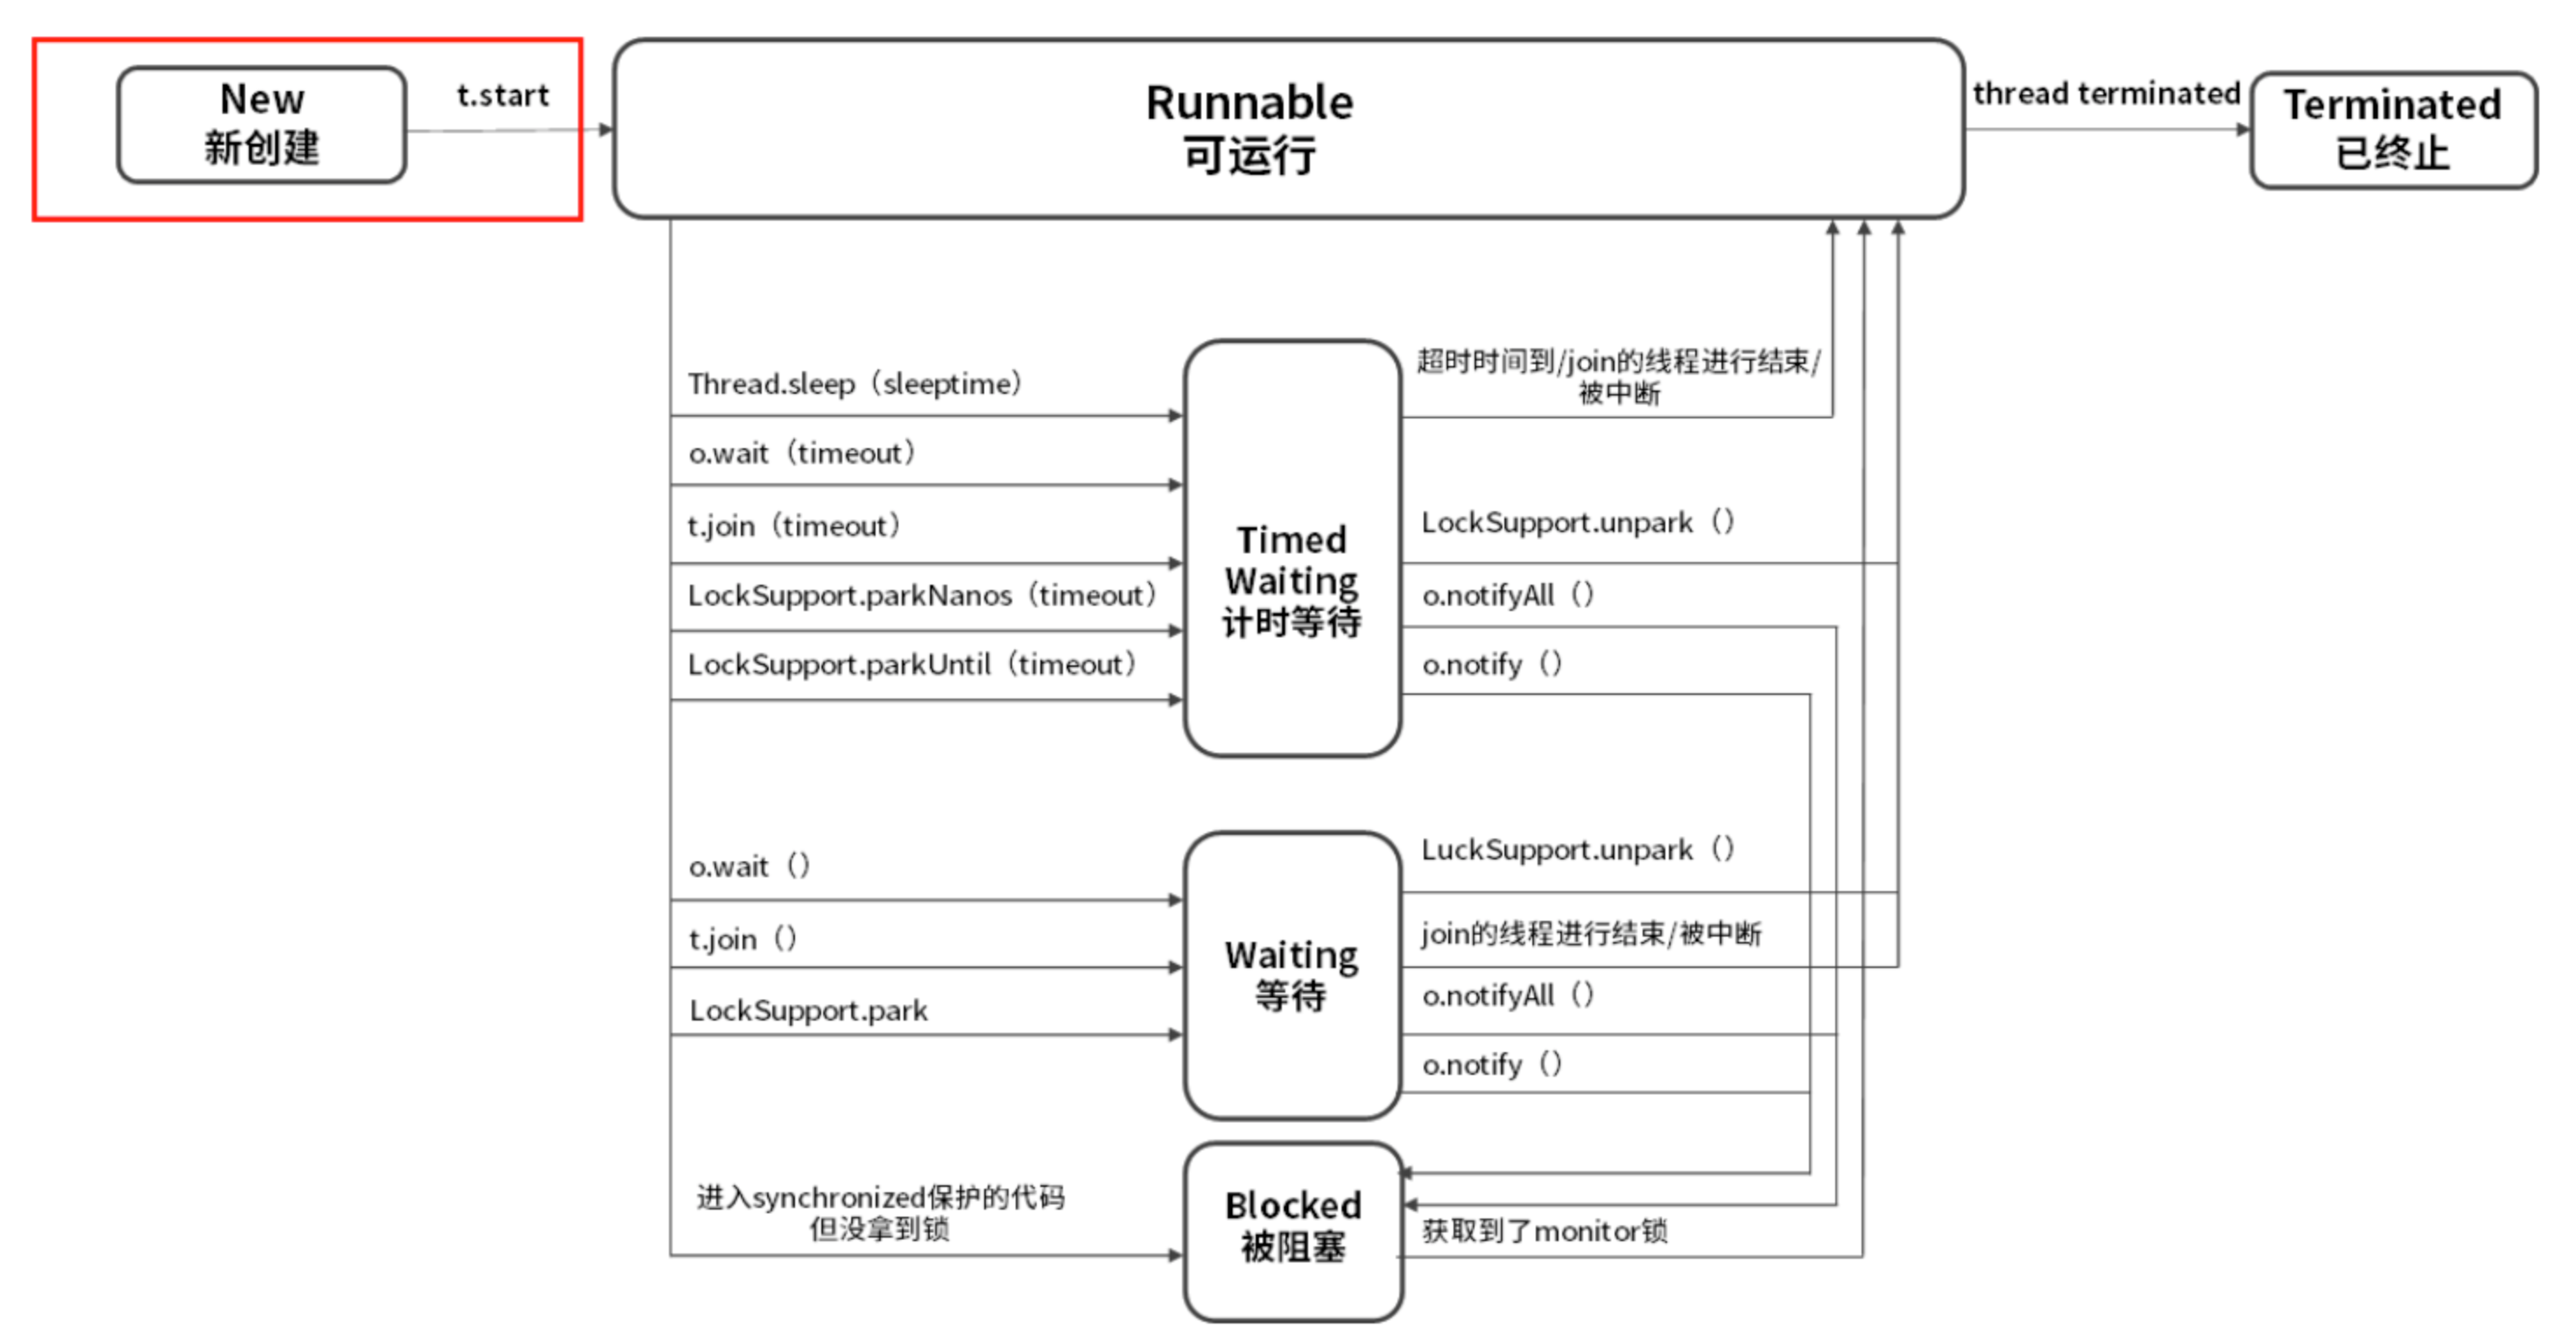 New
新创建
t.start
Runnable
可运行
thread terminated
Terminated
已终止
Thread.sleep（sleeptime）
o.wait（timeout）
t.join（timeout）
LockSupport.parkNanos（timeout）
LockSupport.parkUntil（timeout）
Timed
Waiting
计时等待
超时时间到/join的线程进行结束/
被中断
LockSupport.unpark（）
o.notifyAll（）
o.notify（）
o.wait（）
t.join（）
LockSupport.park
Waiting
等待
LuckSupport.unpark（）
join的线程进行结束/被中断
o.notifyAll（）
o.notify（）
进入synchronized保护的代码
但没拿到锁
Blocked
被阻塞
获取到了monitor锁